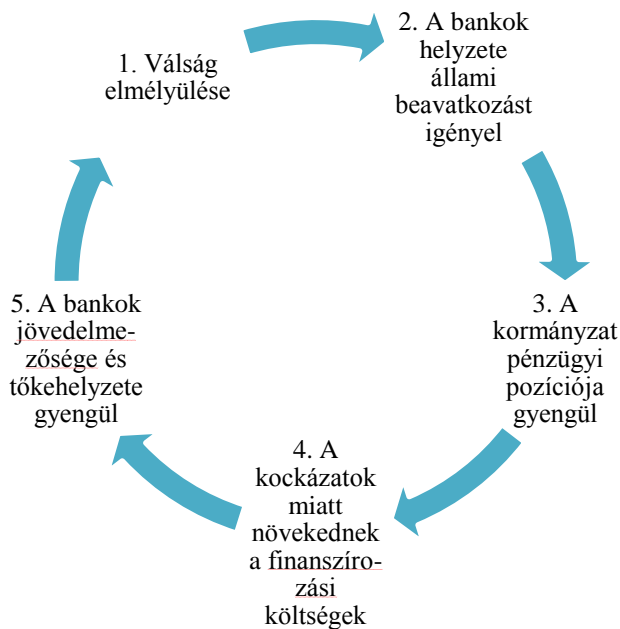 1. Válság
elmélyülése
2. A bankok
helyzete
állami
beavatkozást
igényel
3. A
kormányzat
pénzügyi
pozíciója
gyengül
4. A
kockázatok
miatt
növekednek
a finanszíro-
zási
költségek
5. A bankok
jövedelme-
zősége és
tőkehelyzete
gyengül